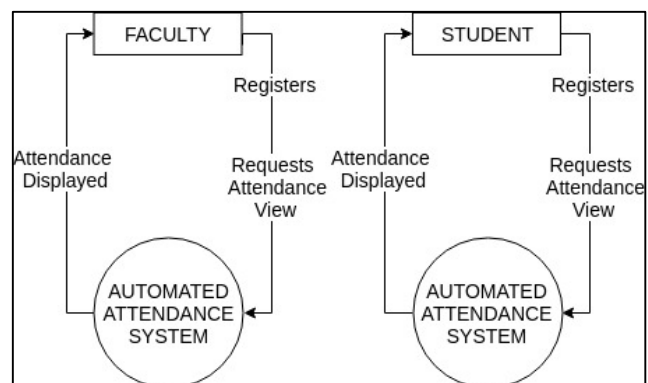 FACULTY
Registers
Attendance
Displayed
Requests
Attendance
View
AUTOMATED
ATTENDANCE
SYSTEM
STUDENT
Registers
Attendance
Displayed
Requests
Attendance
View
AUTOMATED
ATTENDANCE
SYSTEM